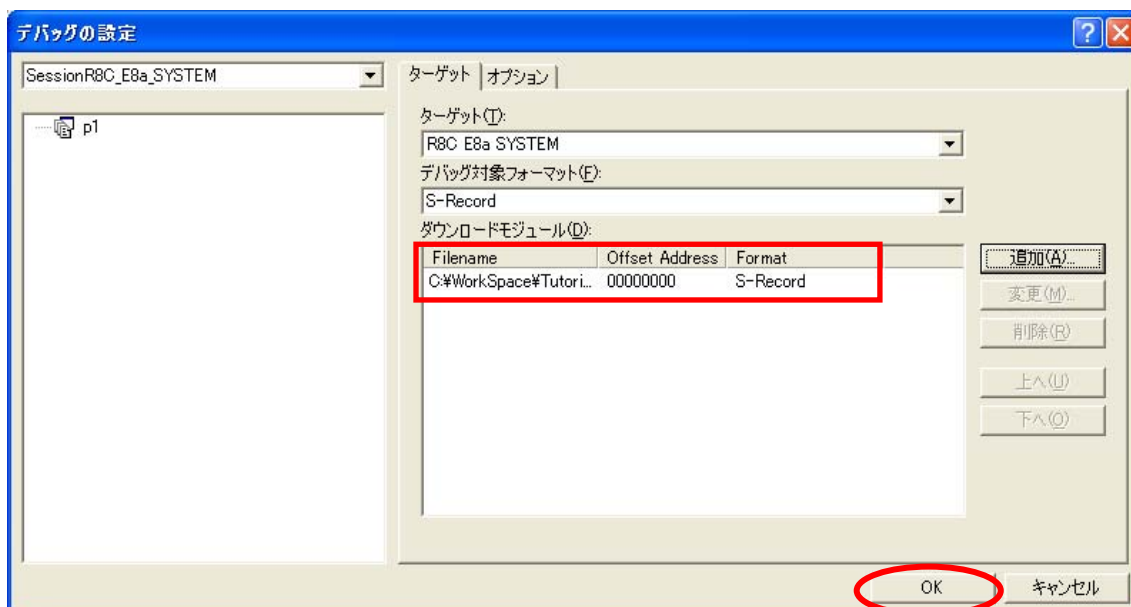 デバッグの設定
SessionR8C_E8a_SYSTEM
p1
ターゲット オプション
ターゲット(T):
R8C E8a SYSTEM
デバッグ対象フォーマット(F):
S-Record
ダウンロードモジュール(D):
Filename Offset Address Format
C:¥WorkSpace¥Tutori... 00000000 S-Record
追加(A)...
変更(M)...
削除(R)
上へ(U)
下へ(O)
OK キャンセル